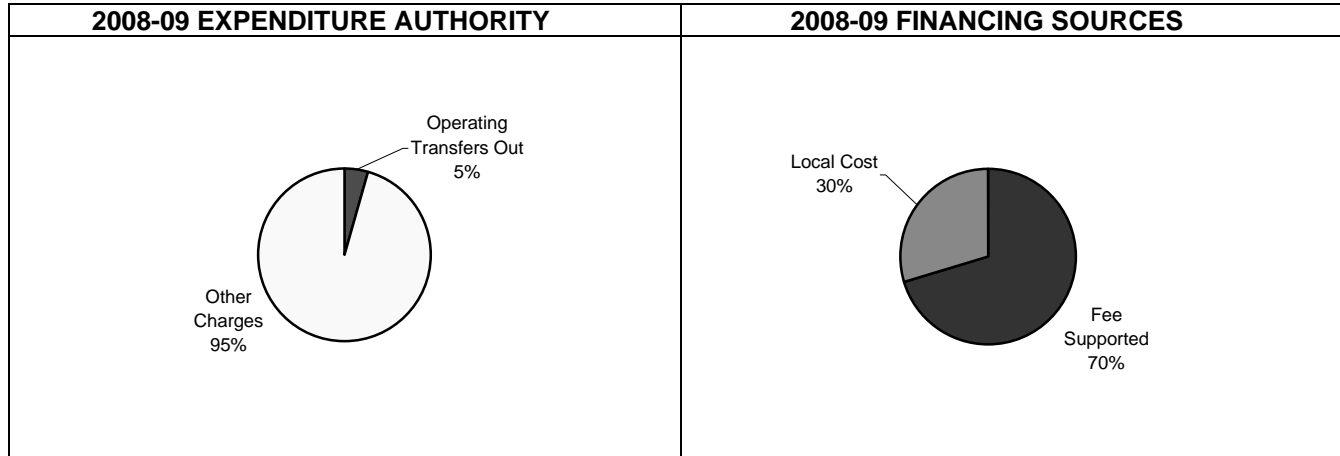 2008-09 EXPENDITURE AUTHORITY
2008-09 FINANCING SOURCES
Operating
Transfers Out
5%
Other
Charges
95%
Local Cost
30%
Fee
Supported
70%